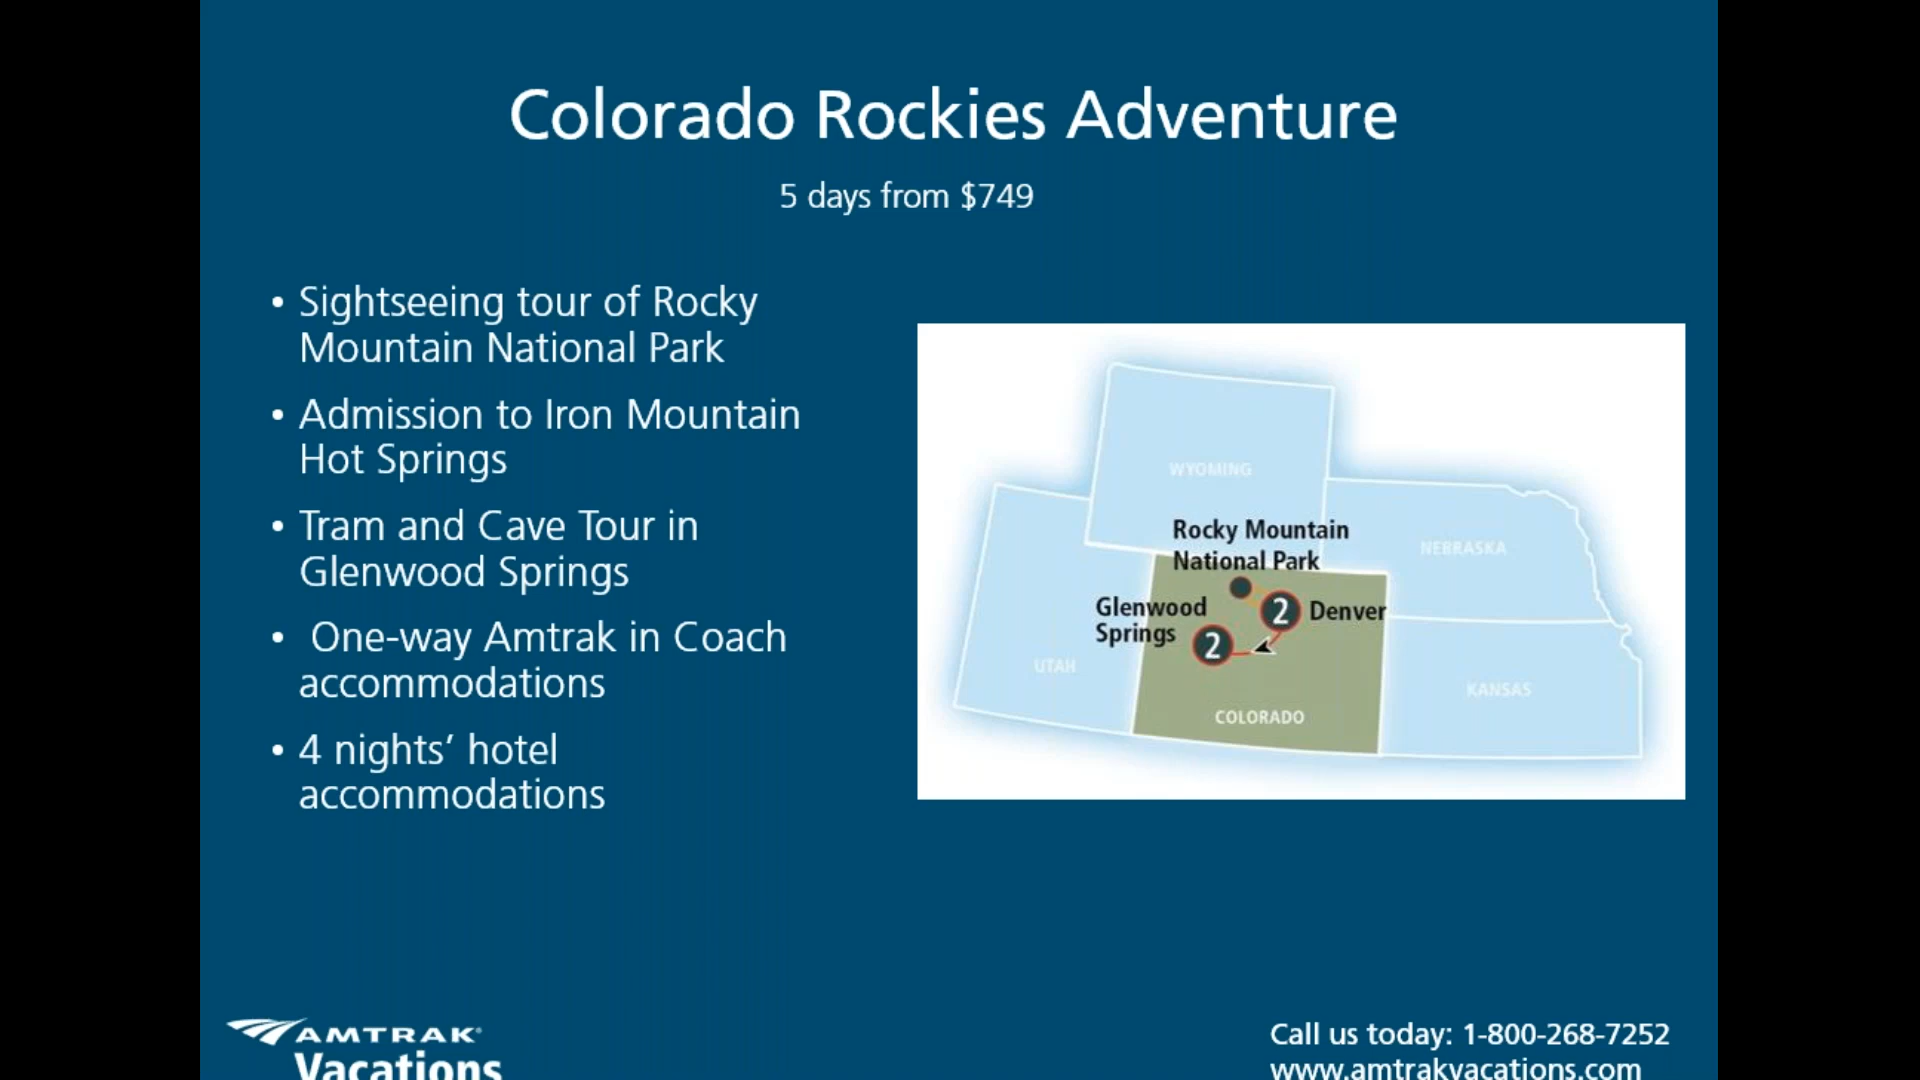 Colorado Rockies Adventure
5 days from $749
• Sightseeing tour of Rocky
Mountain National Park
• Admission to Iron Mountain
Hot Springs
• Tram and Cave Tour in
Glenwood Springs
• One-way Amtrak in Coach
accommodations
• 4 nights’ hotel
accommodations
WYOMING
Rocky Mountain
National Park
NEBRASKA
Glenwood
Springs
2
2
Denver
UTAH
KANSAS
COLORADO
AMTRAK®
Vacations
Call us today: 1-800-268-7252
www.amtrakvacations.com